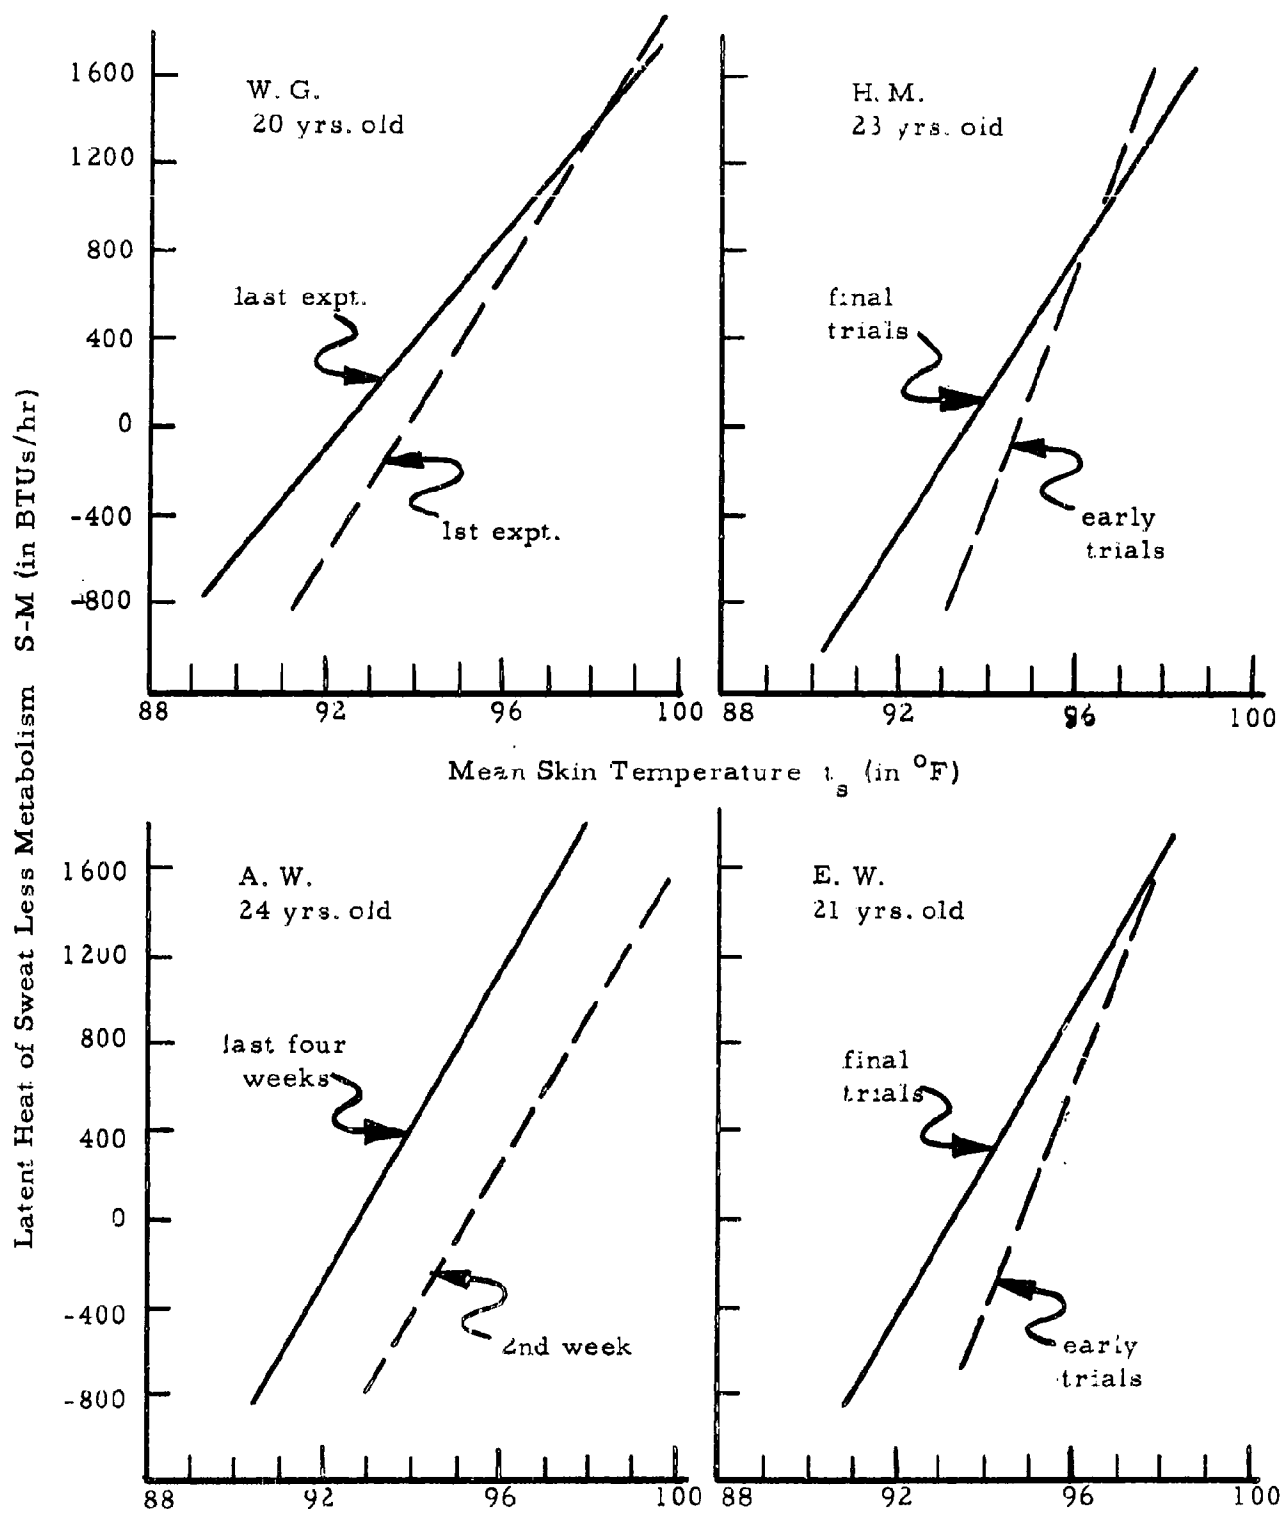 Latent Heat of Sweat Less Metabolism S-M (in BTUs/hr)
W. G.
20 yrs. old
1600
1200
800
400
0
-400
-800
last expt.
1st expt.
88
92
96
100
H. M.
23 yrs. old
final
trials
early
trials
88
92
96
100
Mean Skin Temperature ts (in °F)
A. W.
24 yrs. old
1600
1200
800
400
0
-400
-800
last four
weeks
2nd week
88
92
96
100
E. W.
21 yrs. old
final
trials
early
trials
88
92
96
100